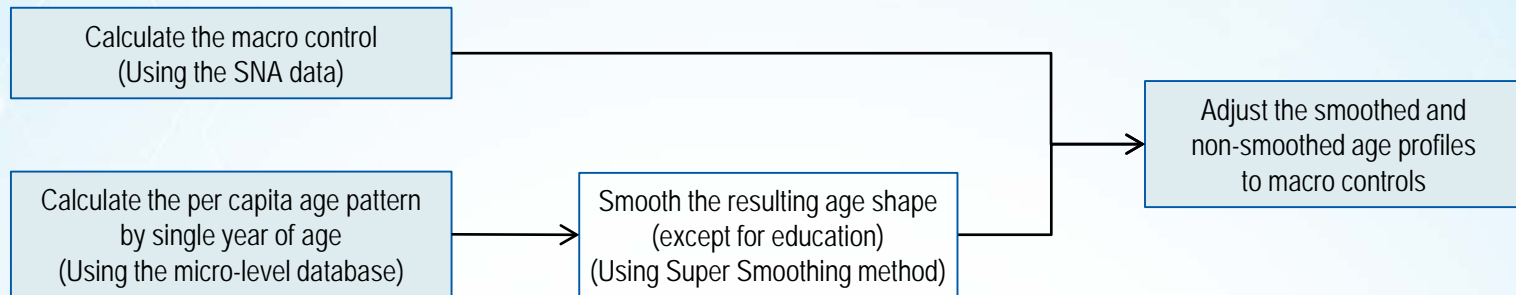 Calculate the macro control
(Using the SNA data)
Calculate the per capita age pattern
by single year of age
(Using the micro-level database)
Smooth the resulting age shape
(except for education)
(Using Super Smoothing method)
Adjust the smoothed and
non-smoothed age profiles
to macro controls